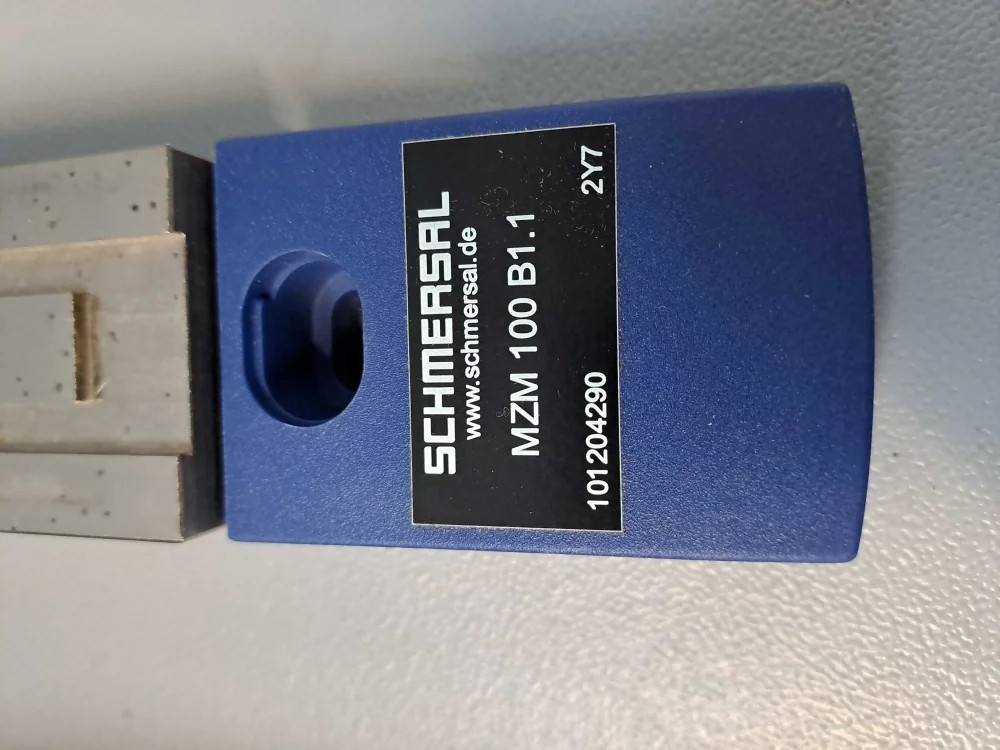 SCHMERSAL
www.schmersal.de
MZM 100 B1.1
101204290 2Y7